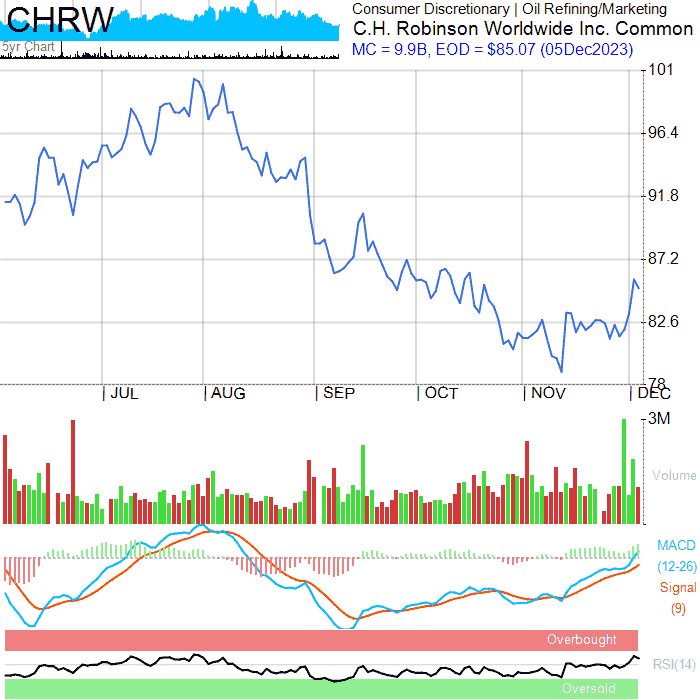 CHRW
5yr Chart
Consumer Discretionary | Oil Refining/Marketing
C.H. Robinson Worldwide Inc. Common
MC = 9.9B, EOD = $85.07 (05Dec2023)
101
96.4
91.8
87.2
82.6
78
| JUL
| AUG
| SEP
| OCT
| NOV
| DEC
3M
Volume
MACD
(12-26)
Signal
(9)
Overbought
RSI(14)
Oversold